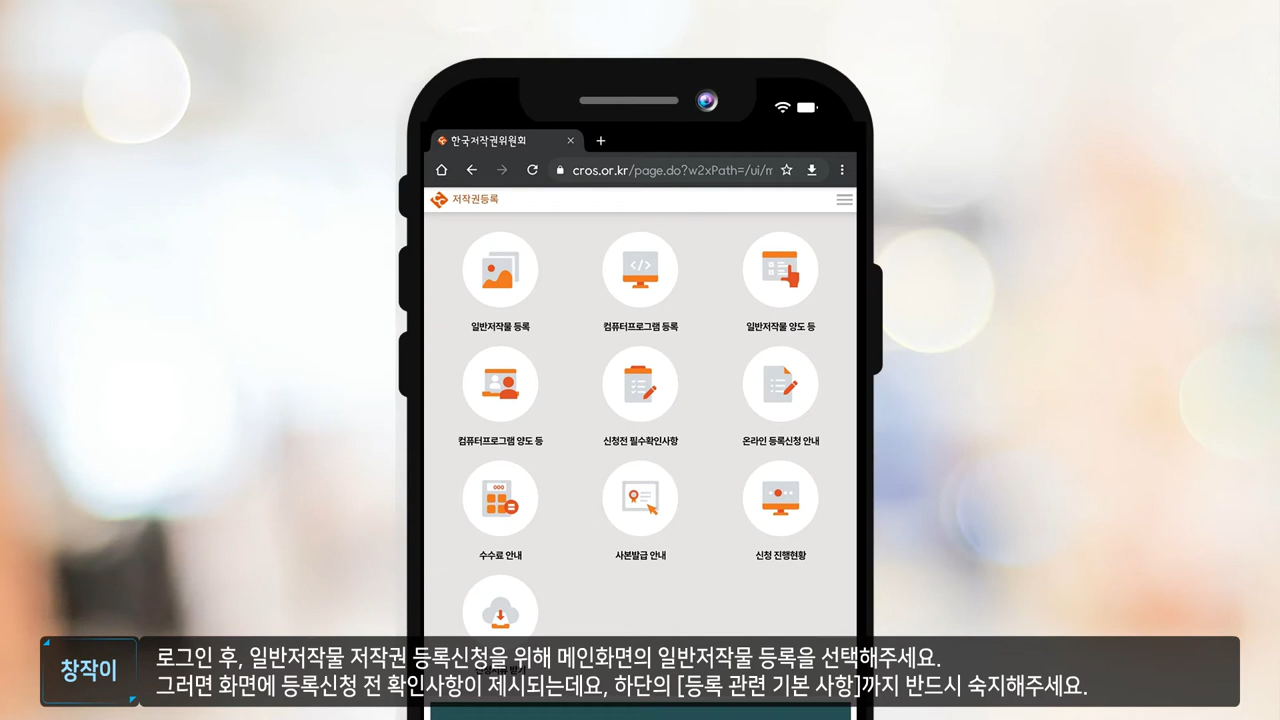 한국저작권위원회
cros.or.kr/page.do?w2xPath=/ui/m
저작권등록
일반저작물 등록
컴퓨터프로그램 등록
일반저작물 양도 등
</>
컴퓨터프로그램 양도 등
신청전 필수확인사항
온라인 등록신청 안내
000
수수료 안내
사본발급 안내
신청 진행현황
창작이
로그인 후, 일반저작물 저작권 등록신청을 위해 메인화면의 일반저작물 등록을 선택해주세요.
그러면 화면에 등록신청 전 확인사항이 제시되는데요, 하단의 [등록 관련 기본 사항]까지 반드시 숙지해주세요.